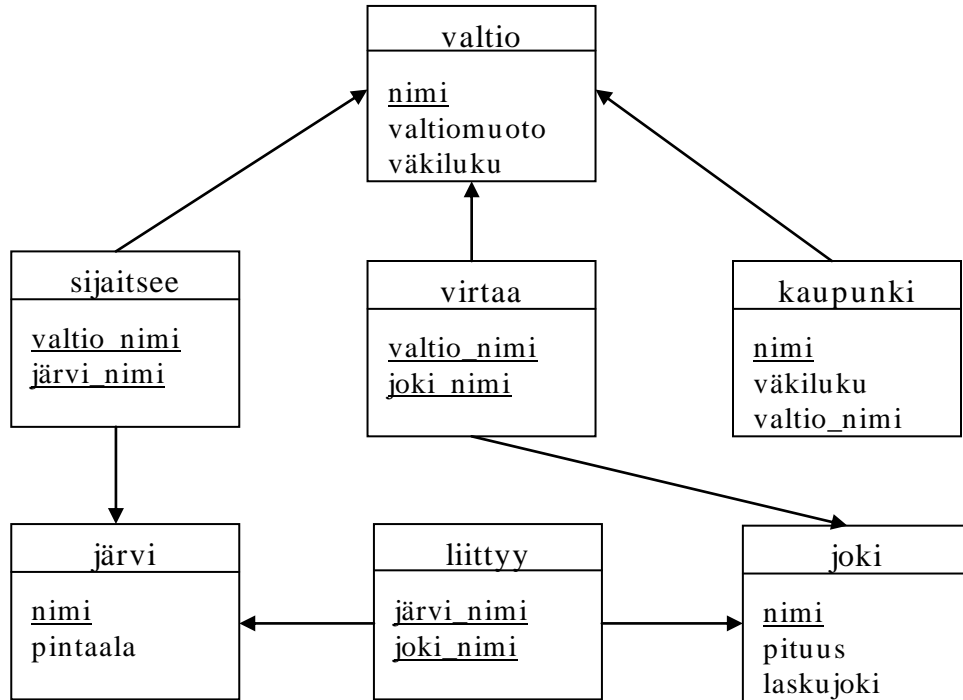 valtio
nimi
valtiomuoto
väkiluku
sijaitsee
valtio_nimi
järvi_nimi
virtaa
valtio_nimi
joki_nimi
kaupunki
nimi
väkiluku
valtio_nimi
järvi
nimi
pintaala
liittyy
järvi_nimi
joki_nimi
joki
nimi
pituus
laskujoki